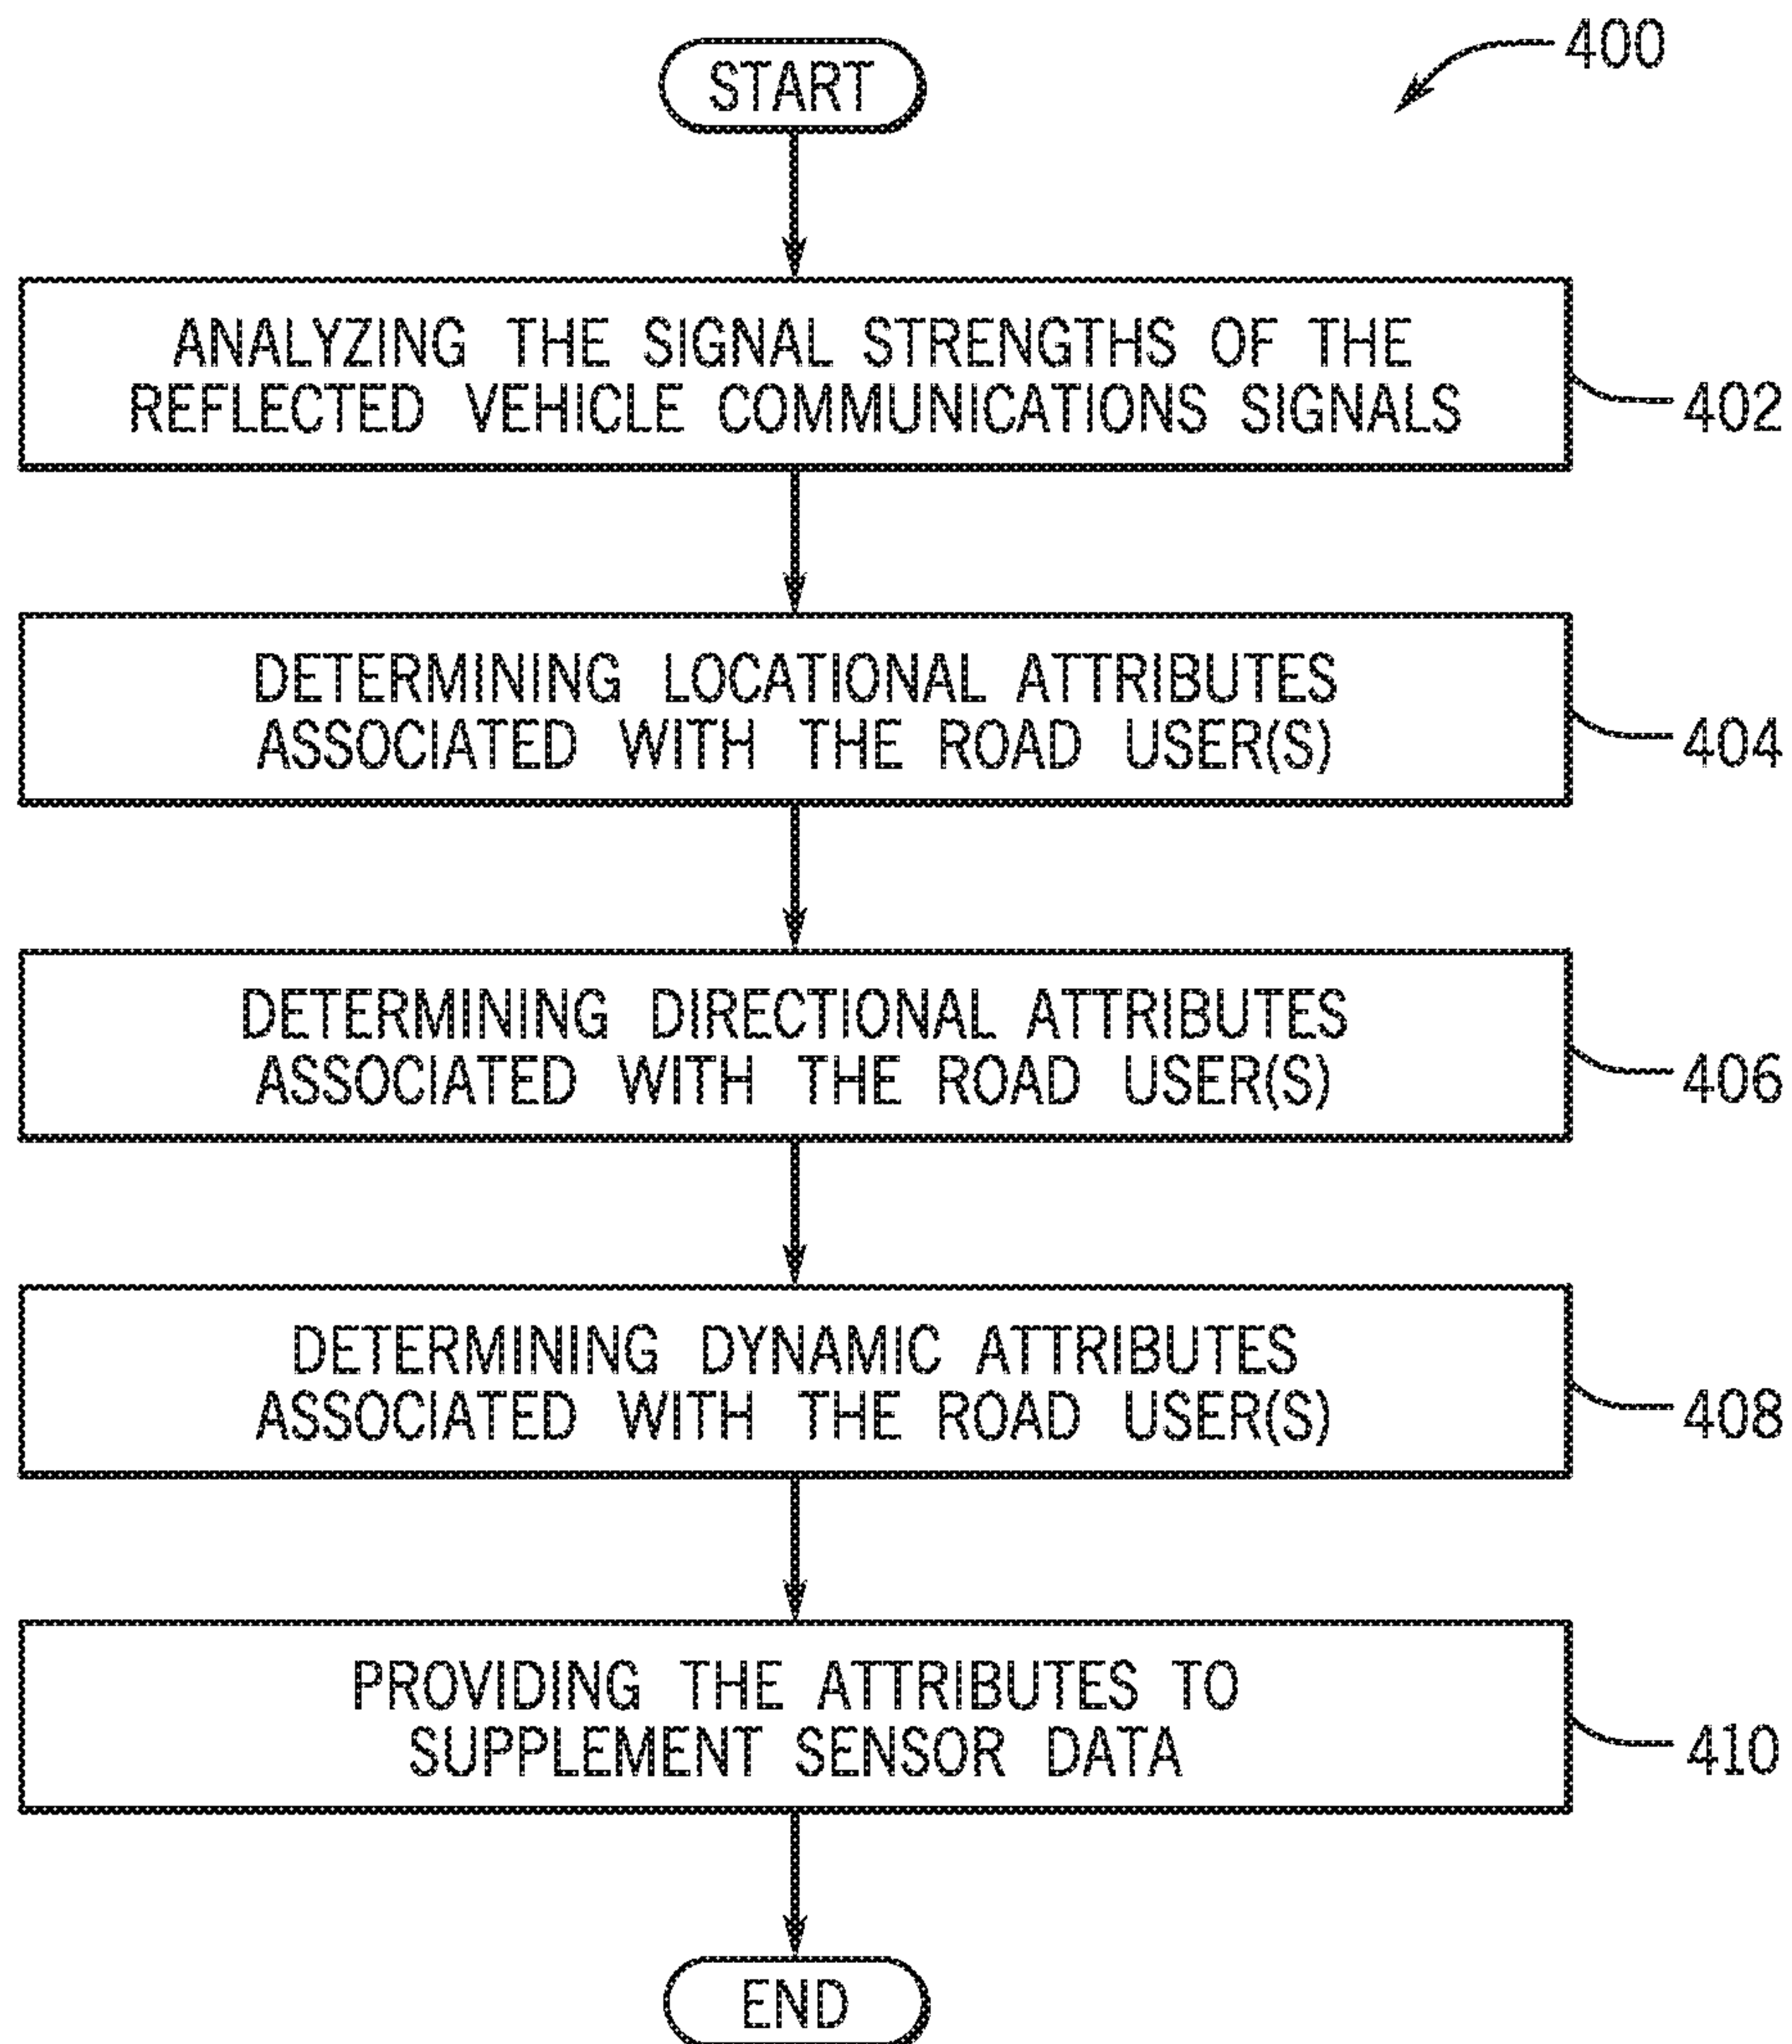 START
400
ANALYZING THE SIGNAL STRENGTHS OF THE
REFLECTED VEHICLE COMMUNICATIONS SIGNALS
402
DETERMINING LOCATIONAL ATTRIBUTES
ASSOCIATED WITH THE ROAD USER(S)
404
DETERMINING DIRECTIONAL ATTRIBUTES
ASSOCIATED WITH THE ROAD USER(S)
406
DETERMINING DYNAMIC ATTRIBUTES
ASSOCIATED WITH THE ROAD USER(S)
408
PROVIDING THE ATTRIBUTES TO
SUPPLEMENT SENSOR DATA
410
END